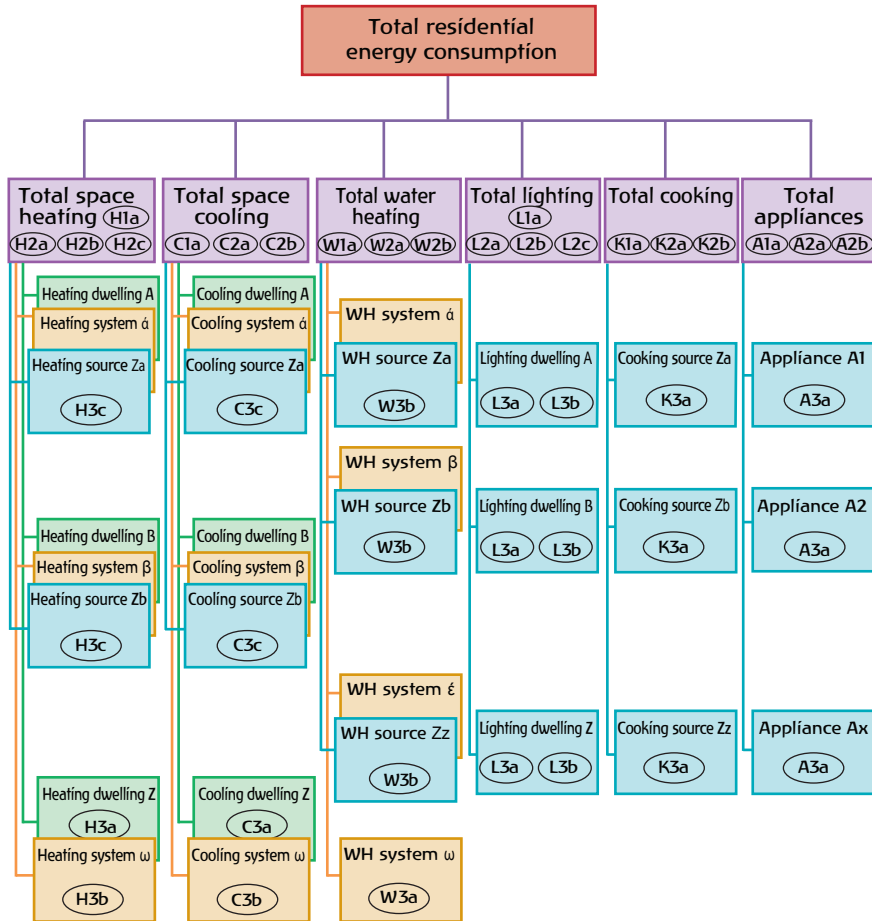 Total residential
energy consumption
Total space
heating H1a
H2a H2b H2c
Total space
cooling
C1a C2a C2b
Total water
heating
W1a W2a W2b
Total lighting
L1a
L2a L2b L2c
Total cooking
K1a K2a K2b
Total
appliances
A1a A2a A2b
Heating dwelling A
Heating system ά
Heating source Za
H3c
Heating dwelling B
Heating system β
Heating source Zb
H3c
Heating dwelling Z
H3a
Heating system ω
H3b
Cooling dwelling A
Cooling system ά
Cooling source Za
C3c
Cooling dwelling B
Cooling system β
Cooling source Zb
C3c
Cooling dwelling Z
C3a
Cooling system ω
C3b
WH system ά
WH source Za
W3b
WH system β
WH source Zb
W3b
WH system έ
WH source Zz
W3b
WH system ω
W3a
Lighting dwelling A
L3a L3b
Lighting dwelling B
L3a L3b
Lighting dwelling Z
L3a L3b
Cooking source Za
K3a
Cooking source Zb
K3a
Cooking source Zz
K3a
Appliance A1
A3a
Appliance A2
A3a
Appliance Ax
A3a